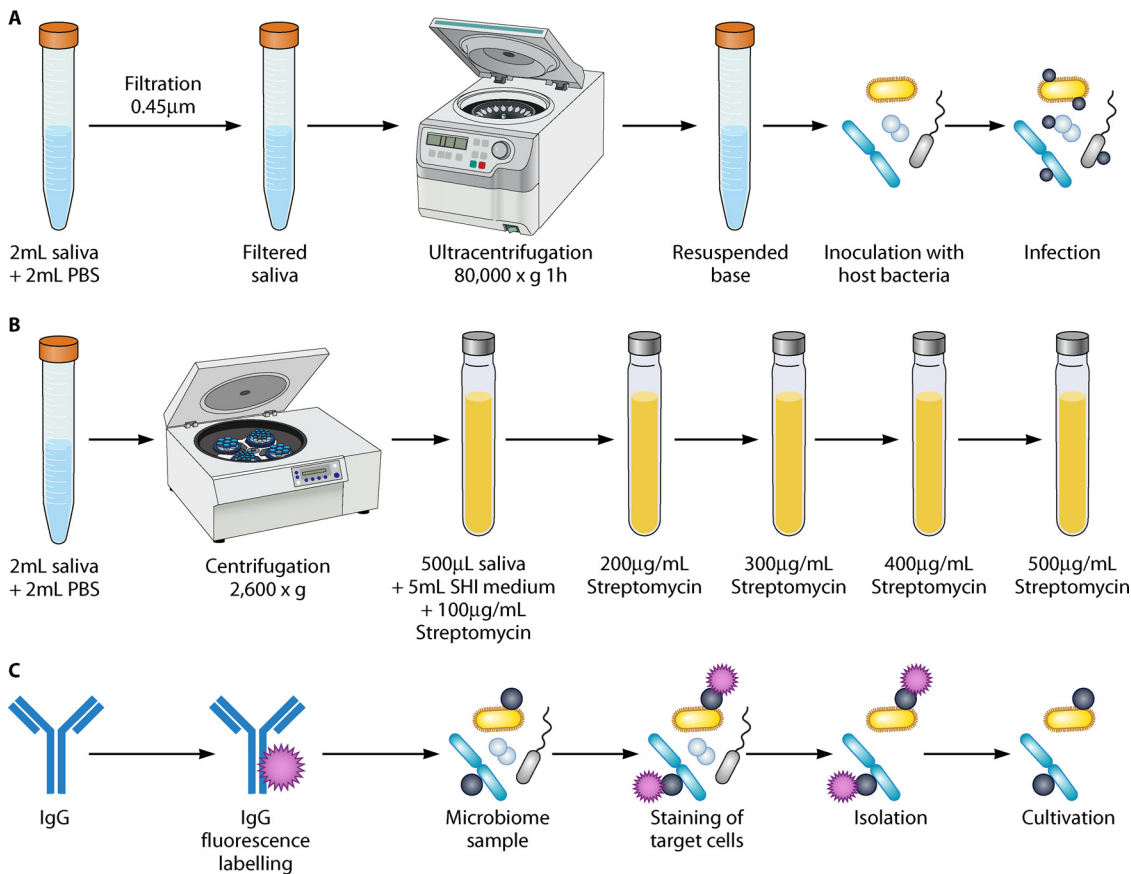 A
Filtration
0.45μm
2mL saliva
+ 2mL PBS
Filtered
saliva
Ultracentrifugation
80,000 x g 1h
Resuspended
base
Inoculation with
host bacteria
Infection
B
2mL saliva
+ 2mL PBS
Centrifugation
2,600 x g
500μL saliva
+ 5mL SHI medium
+ 100μg/mL
Streptomycin
200μg/mL
Streptomycin
300μg/mL
Streptomycin
400μg/mL
Streptomycin
500μg/mL
Streptomycin
C
IgG
IgG
fluorescence
labelling
Microbiome
sample
Staining of
target cells
Isolation
Cultivation